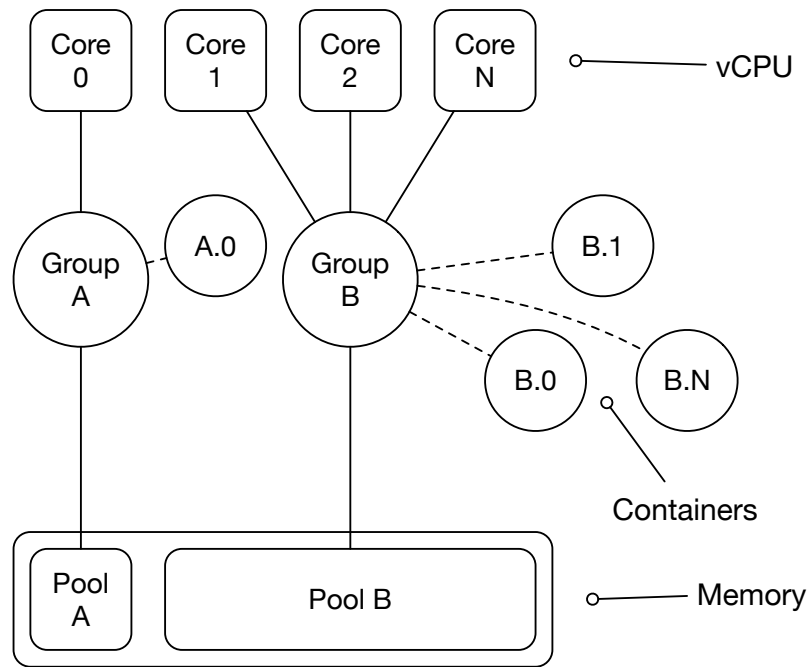 Core
0
Core
1
Core
2
Core
N
vCPU
Group
A
A.0
Group
B
B.1
B.0
B.N
Containers
Pool
A
Pool B
Memory